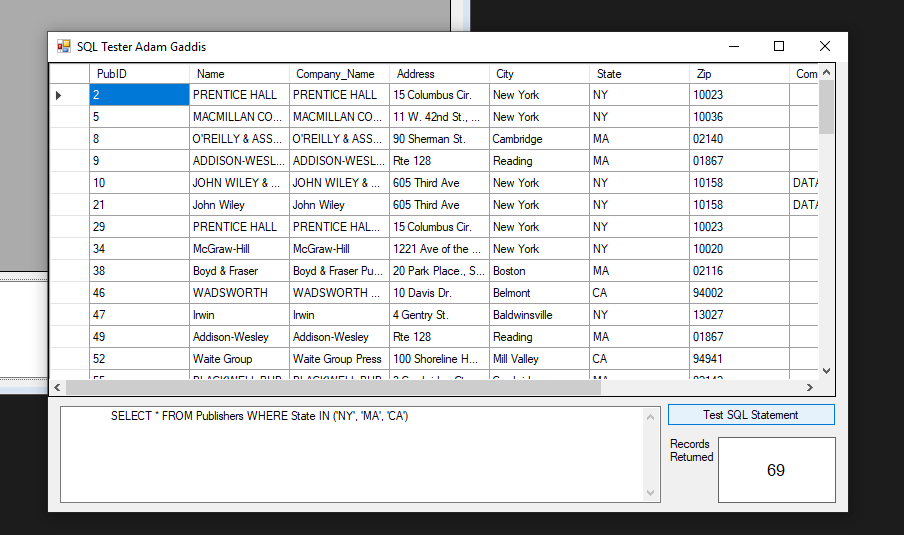 SQL Tester Adam Gaddis
PubID Name Company_Name Address City State Zip Com
2 PRENTICE HALL PRENTICE HALL 15 Columbus Cir. New York NY 10023
5 MACMILLAN CO... MACMILLAN CO... 11 W. 42nd St., ... New York NY 10036
8 O'REILLY & ASS... O'REILLY & ASS... 90 Sherman St. Cambridge MA 02140
9 ADDISON-WESL... ADDISON-WESL... Rte 128 Reading MA 01867
10 JOHN WILEY & ... JOHN WILEY & ... 605 Third Ave New York NY 10158 DATA
21 John Wiley John Wiley 605 Third Ave New York NY 10158 DATA
29 PRENTICE HALL PRENTICE HAL... 15 Columbus Cir. New York NY 10023
34 McGraw-Hill McGraw-Hill 1221 Ave of the ... New York NY 10020
38 Boyd & Fraser Boyd & Fraser Pu... 20 Park Place., S... Boston MA 02116
46 WADSWORTH WADSWORTH ... 10 Davis Dr. Belmont CA 94002
47 Irwin Irwin 4 Gentry St. Baldwinsville NY 13027
49 Addison-Wesley Addison-Wesley Rte 128 Reading MA 01867
52 Waite Group Waite Group Press 100 Shoreline H... Mill Valley CA 94941
SELECT * FROM Publishers WHERE State IN ('NY', 'MA', 'CA')
Test SQL Statement
Records
Returned
69